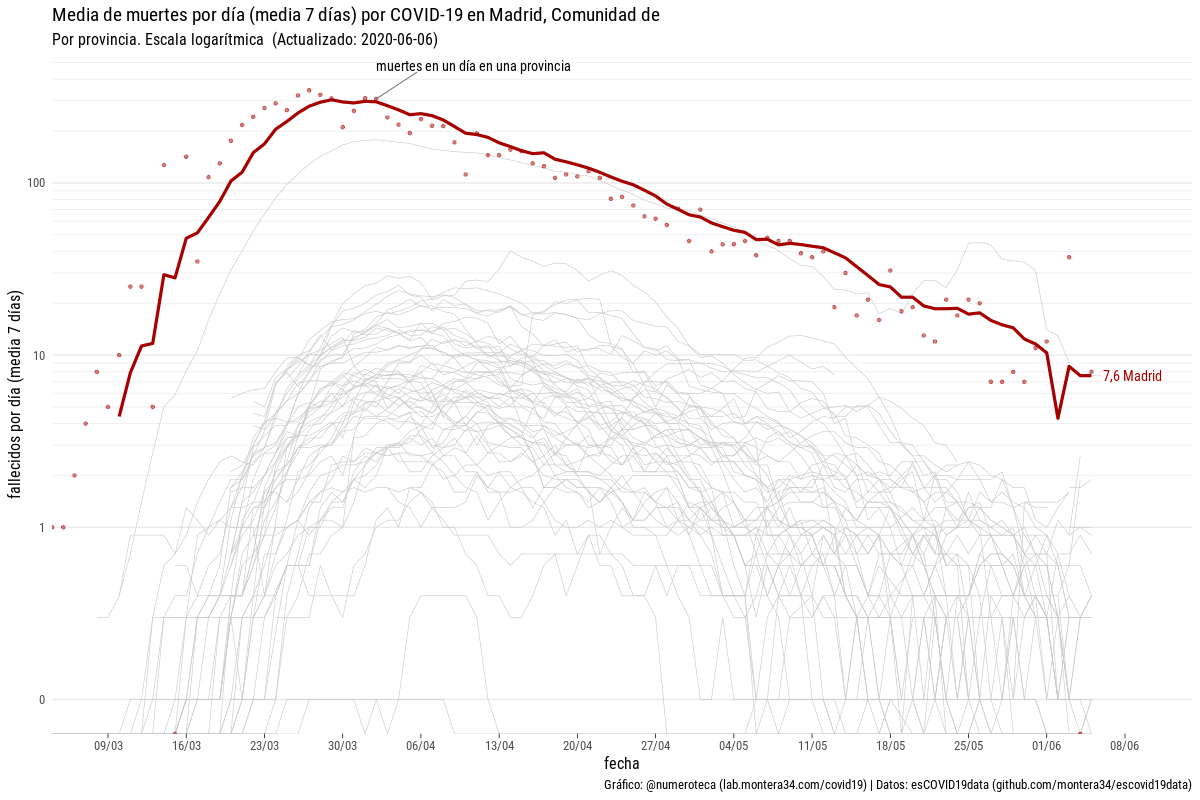 Media de muertes por día (media 7 días) por COVID-19 en Madrid, Comunidad de
Por provincia. Escala logarítmica  (Actualizado: 2020-06-06)
muertes en un día en una provincia
fallecidos por día (media 7 días)
100
10
1
0
7,6 Madrid
09/03 16/03 23/03 30/03 06/04 13/04 20/04 27/04 04/05 11/05 18/05 25/05 01/06 08/06
fecha
Gráfico: @numeroteca (lab.montera34.com/covid19) | Datos: esCOVID19data (github.com/montera34/escovid19data)